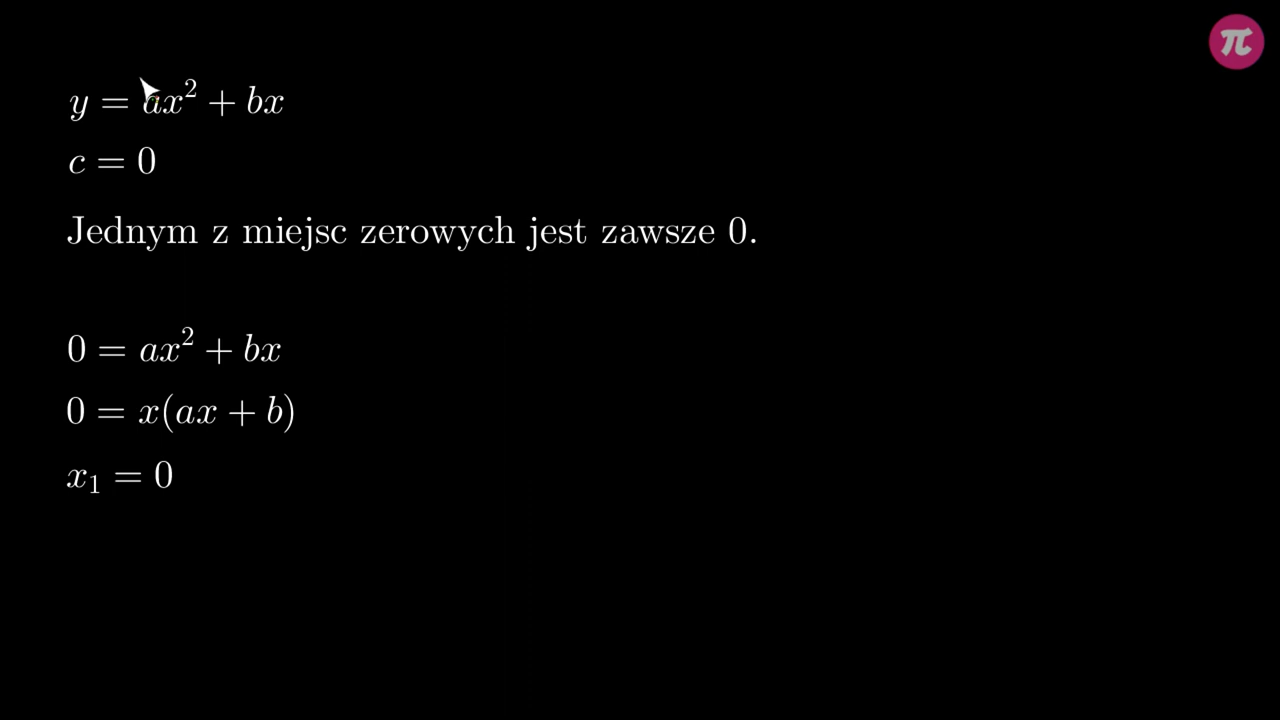 π
y = ax² + bx
c = 0
Jednym z miejsc zerowych jest zawsze 0.
0 = ax² + bx
0 = x(ax + b)
x₁ = 0